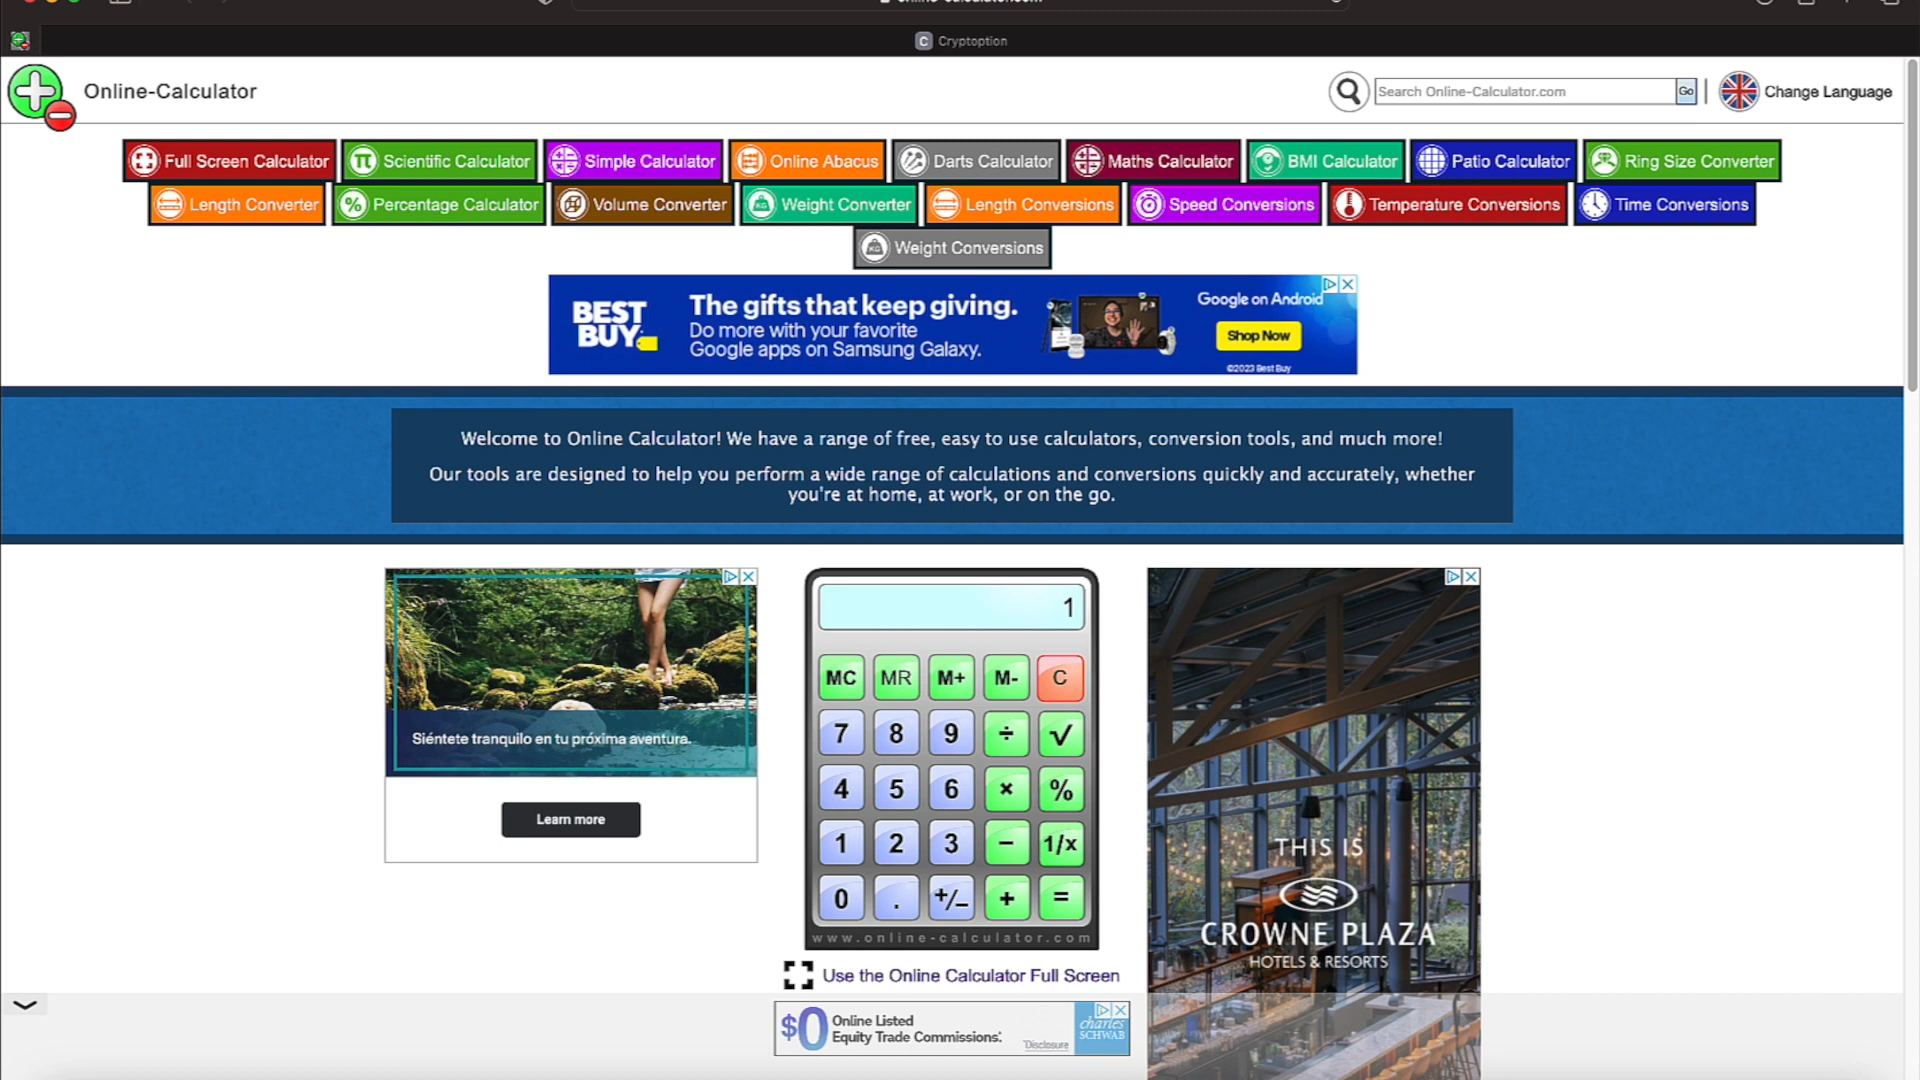 C Cryptoption
Online-Calculator
Search Online-Calculator.com
Go
Change Language
Full Screen Calculator
Scientific Calculator
Simple Calculator
Online Abacus
Darts Calculator
Maths Calculator
BMI Calculator
Patio Calculator
Ring Size Converter
Length Converter
Percentage Calculator
Volume Converter
KG Weight Converter
Length Conversions
Speed Conversions
Temperature Conversions
Time Conversions
KG Weight Conversions
BEST
BUY
The gifts that keep giving.
Do more with your favorite
Google apps on Samsung Galaxy.
Google on Android
Shop Now
©2023 Best Buy
Welcome to Online Calculator! We have a range of free, easy to use calculators, conversion tools, and much more!
Our tools are designed to help you perform a wide range of calculations and conversions quickly and accurately, whether
you're at home, at work, or on the go.
Siéntete tranquilo en tu próxima aventura.
Learn more
1
MC MR M+ M- C
7 8 9 ÷ √
4 5 6 × %
1 2 3 − 1/x
0 . +/− + =
www.online-calculator.com
Use the Online Calculator Full Screen
THIS IS
CROWNE PLAZA
HOTELS & RESORTS
$0
Online Listed
Equity Trade Commissions.*
*Disclosure
charles
SCHWAB